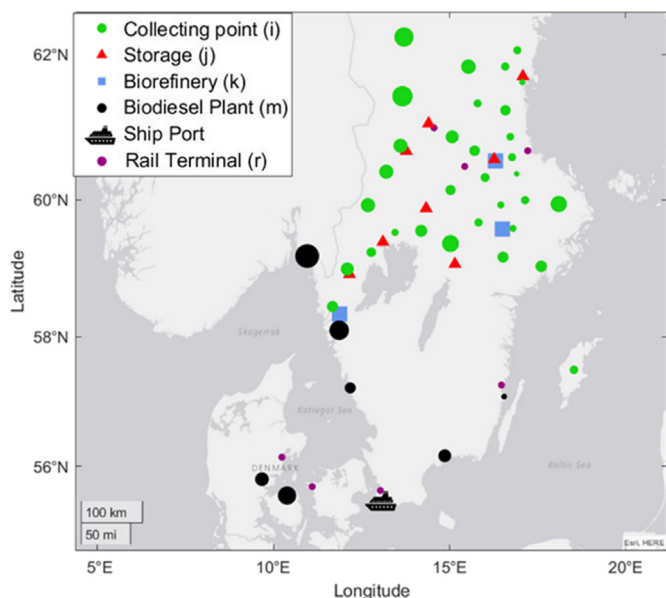 Collecting point (i)
Storage (j)
Biorefinery (k)
Biodiesel Plant (m)
Ship Port
Rail Terminal (r)
62°N
60°N
58°N
56°N
Latitude
Skagerrak
Kattegat Sea
DENMARK
Baltic Sea
100 km
50 mi
Esri, HERE
5°E
10°E
15°E
20°E
Longitude